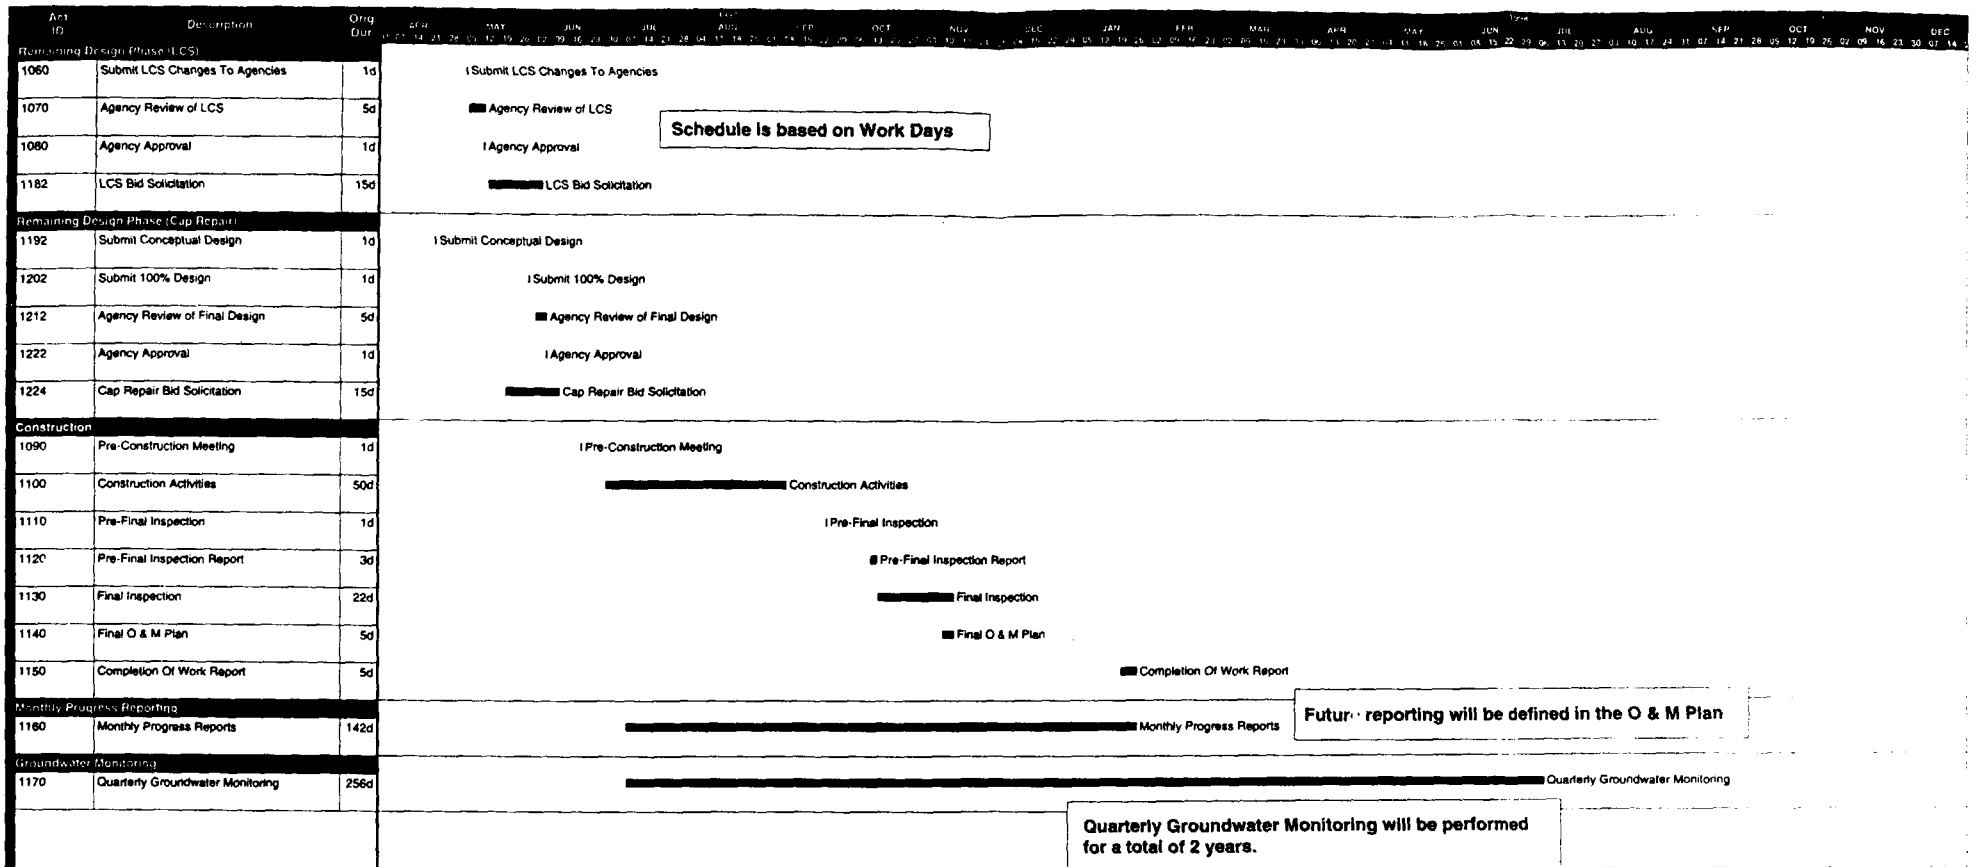 Act ID Description Orig Dur
1998
APR MAY JUN JUL AUG SEP OCT NOV DEC JAN FEB MAR APR MAY JUN JUL AUG SEP OCT NOV DEC
Remaining Design Phase (LCS)
1060 Submit LCS Changes To Agencies 1d Submit LCS Changes To Agencies
1070 Agency Review of LCS 5d Agency Review of LCS
Schedule is based on Work Days
1080 Agency Approval 1d Agency Approval
1182 LCS Bid Solicitation 15d LCS Bid Solicitation
Remaining Design Phase (Cap Repair)
1192 Submit Conceptual Design 1d Submit Conceptual Design
1202 Submit 100% Design 1d Submit 100% Design
1212 Agency Review of Final Design 5d Agency Review of Final Design
1222 Agency Approval 1d Agency Approval
1224 Cap Repair Bid Solicitation 15d Cap Repair Bid Solicitation
Construction
1090 Pre-Construction Meeting 1d Pre-Construction Meeting
1100 Construction Activities 50d Construction Activities
1110 Pre-Final Inspection 1d Pre-Final Inspection
1120 Pre-Final Inspection Report 3d Pre-Final Inspection Report
1130 Final Inspection 22d Final Inspection
1140 Final O & M Plan 5d Final O & M Plan
1150 Completion Of Work Report 5d Completion Of Work Report
Monthly Progress Reporting
1160 Monthly Progress Reports 142d Monthly Progress Reports
Future reporting will be defined in the O & M Plan
Groundwater Monitoring
1170 Quarterly Groundwater Monitoring 256d Quarterly Groundwater Monitoring
Quarterly Groundwater Monitoring will be performed
for a total of 2 years.